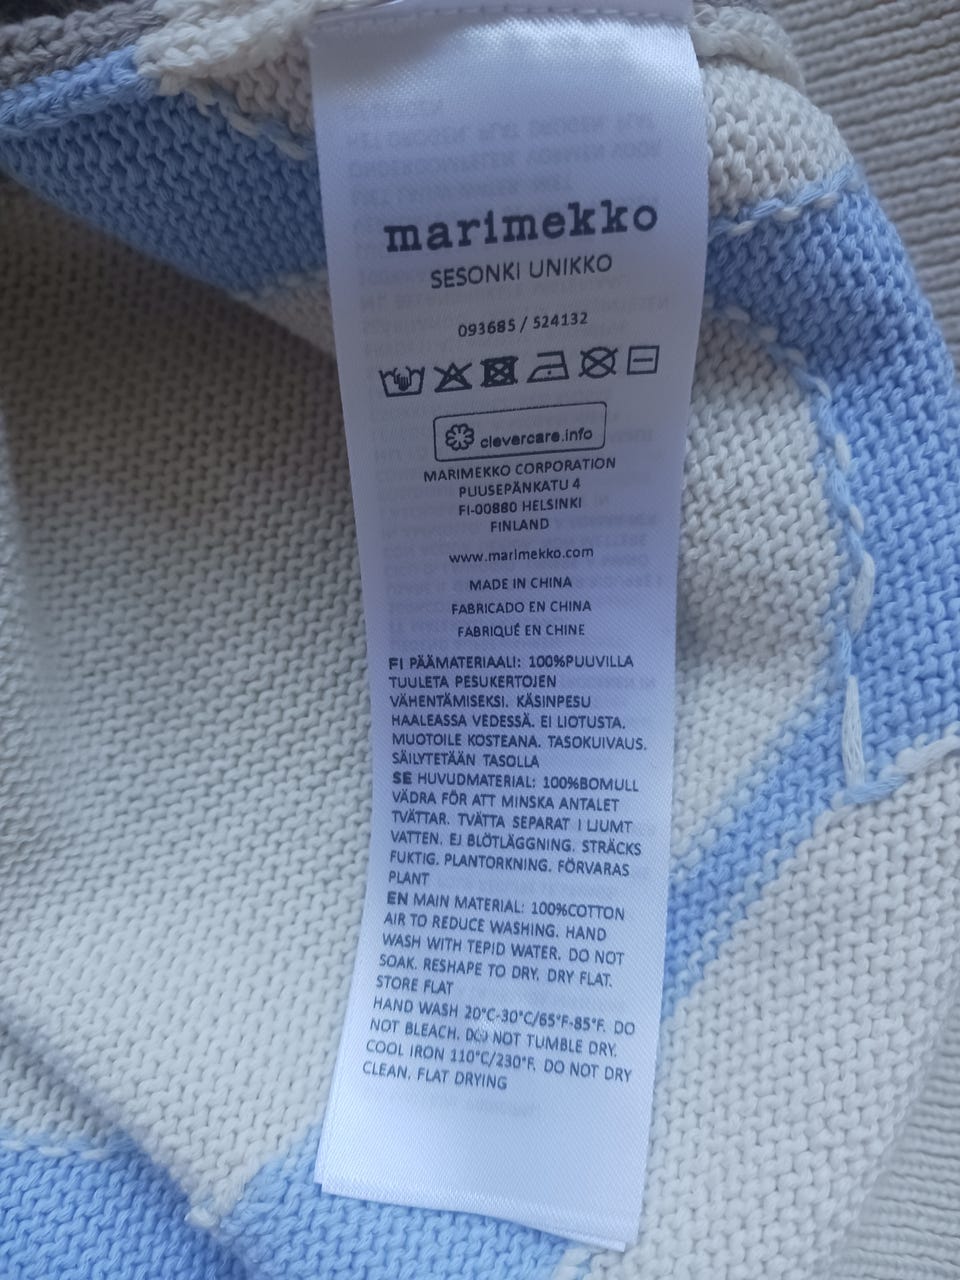 marimekko
SESONKI UNIKKO
093685 / 524132
clevercare.info
MARIMEKKO CORPORATION
PUUSEPÄNKATU 4
FI-00880 HELSINKI
FINLAND
www.marimekko.com
MADE IN CHINA
FABRICADO EN CHINA
FABRIQUÉ EN CHINE
FI PÄÄMATERIAALI: 100%PUUVILLA
TUULETA PESUKERTOJEN
VÄHENTÄMISEKSI. KÄSINPESU
HAALEASSA VEDESSÄ. EI LIOTUSTA.
MUOTOILE KOSTEANA. TASOKUIVAUS.
SÄILYTETÄÄN TASOLLA
SE HUVUDMATERIAL: 100%BOMULL
VÄDRA FÖR ATT MINSKA ANTALET
TVÄTTAR. TVÄTTA SEPARAT I LJUMT
VATTEN. EJ BLÖTLÄGGNING. STRÄCKS
FUKTIG. PLANTORKNING. FÖRVARAS
PLANT
EN MAIN MATERIAL: 100%COTTON
AIR TO REDUCE WASHING. HAND
WASH WITH TEPID WATER. DO NOT
SOAK. RESHAPE TO DRY. DRY FLAT.
STORE FLAT
HAND WASH 20°C-30°C/65°F-85°F. DO
NOT BLEACH. DO NOT TUMBLE DRY.
COOL IRON 110°C/230°F. DO NOT DRY
CLEAN. FLAT DRYING